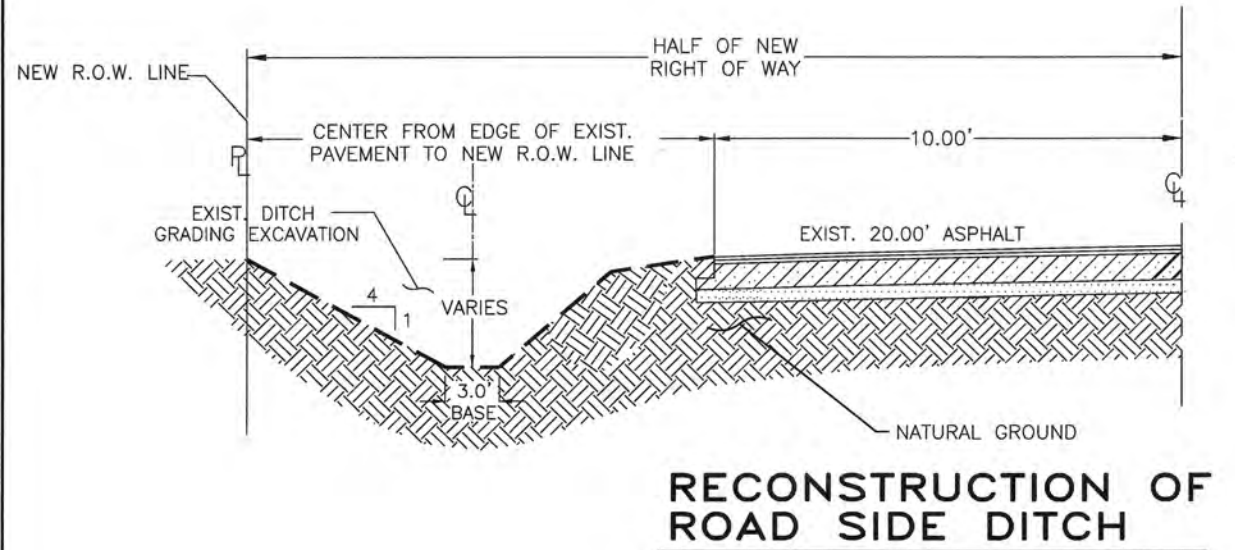 HALF OF NEW
RIGHT OF WAY
NEW R.O.W. LINE
CENTER FROM EDGE OF EXIST.
PAVEMENT TO NEW R.O.W. LINE
10.00'
PL
CL
CL
EXIST. DITCH
GRADING EXCAVATION
EXIST. 20.00' ASPHALT
4
1
VARIES
3.0'
BASE
NATURAL GROUND
RECONSTRUCTION OF
ROAD SIDE DITCH